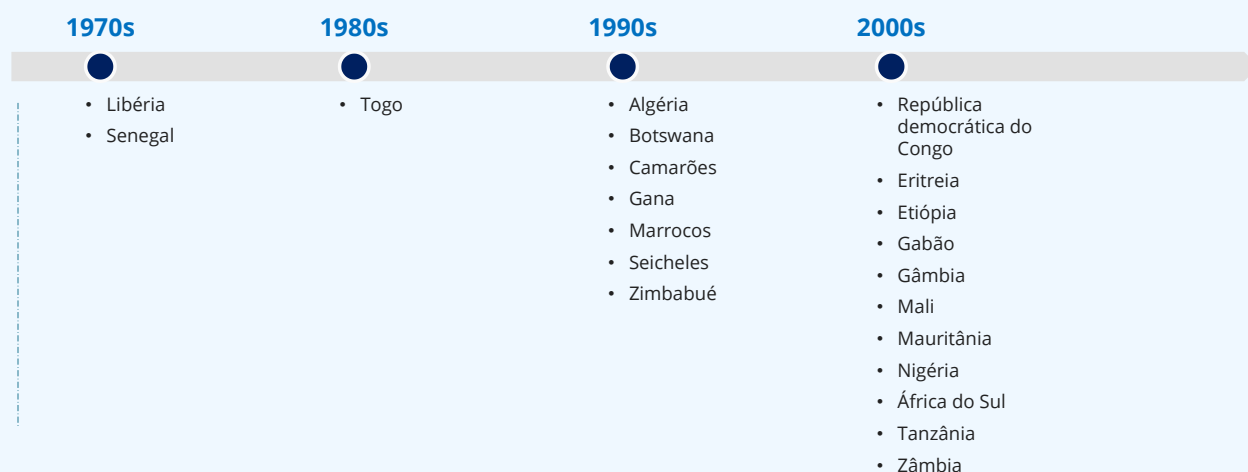 1970s
1980s
1990s
2000s
• Libéria
• Senegal
• Togo
• Algéria
• Botswana
• Camarões
• Gana
• Marrocos
• Seicheles
• Zimbabué
• República
democrática do
Congo
• Eritreia
• Etiópia
• Gabão
• Gâmbia
• Mali
• Mauritânia
• Nigéria
• África do Sul
• Tanzânia
• Zâmbia